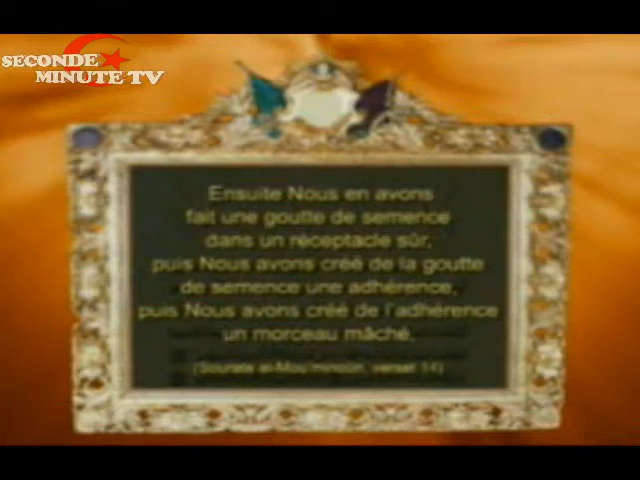 SECONDE
MINUTE TV
Ensuite Nous en avons
fait une goutte de semence
dans un réceptacle sûr,
puis Nous avons créé de la goutte
de semence une adhérence,
puis Nous avons créé de l'adhérence
un morceau mâché,
(Sourate al-Mou'minoûn, verset 14)